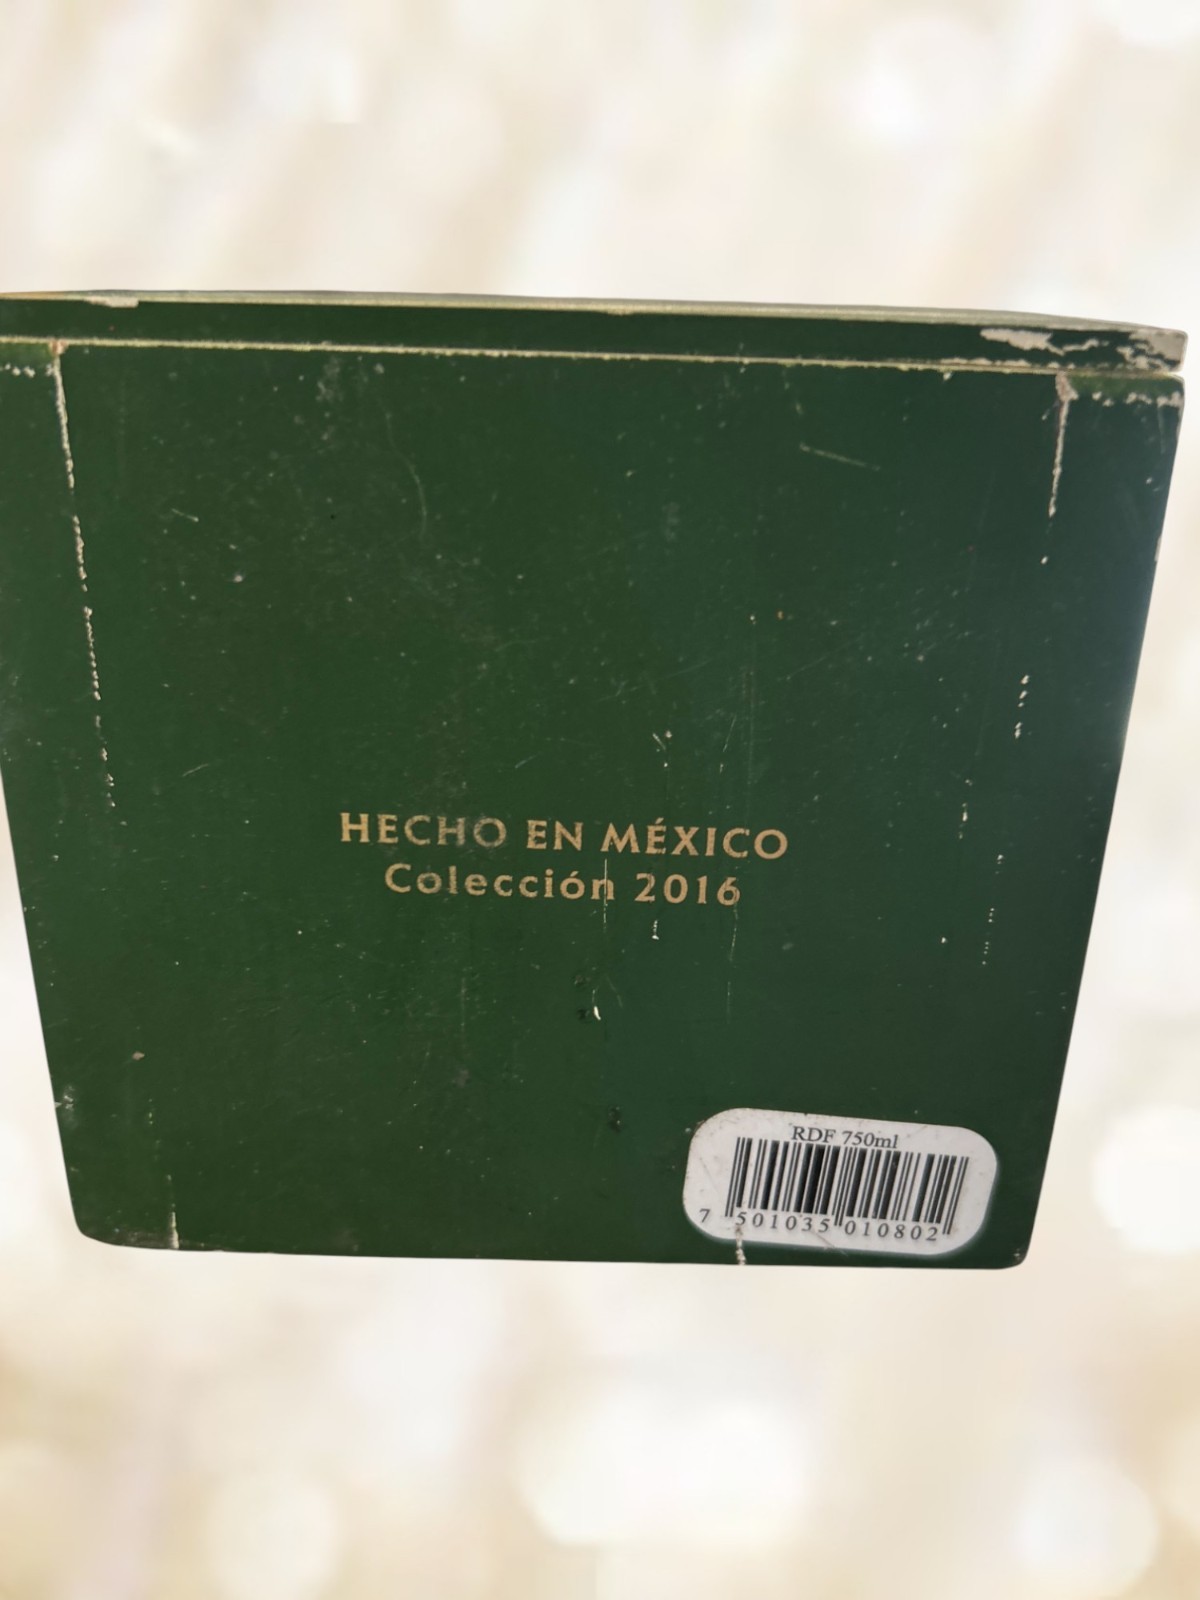 HECHO EN MÉXICO
Colección 2016
RDF 750ml
7 501035 010802